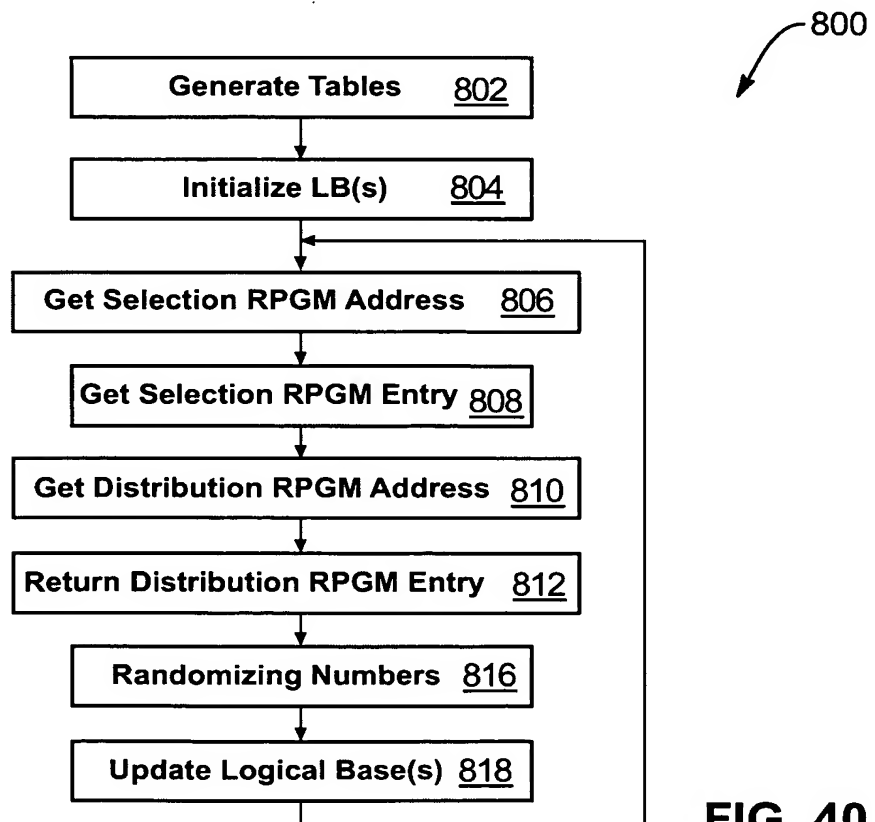 800
Generate Tables 802
Initialize LB(s) 804
Get Selection RPGM Address 806
Get Selection RPGM Entry 808
Get Distribution RPGM Address 810
Return Distribution RPGM Entry 812
Randomizing Numbers 816
Update Logical Base(s) 818
FIG. 40